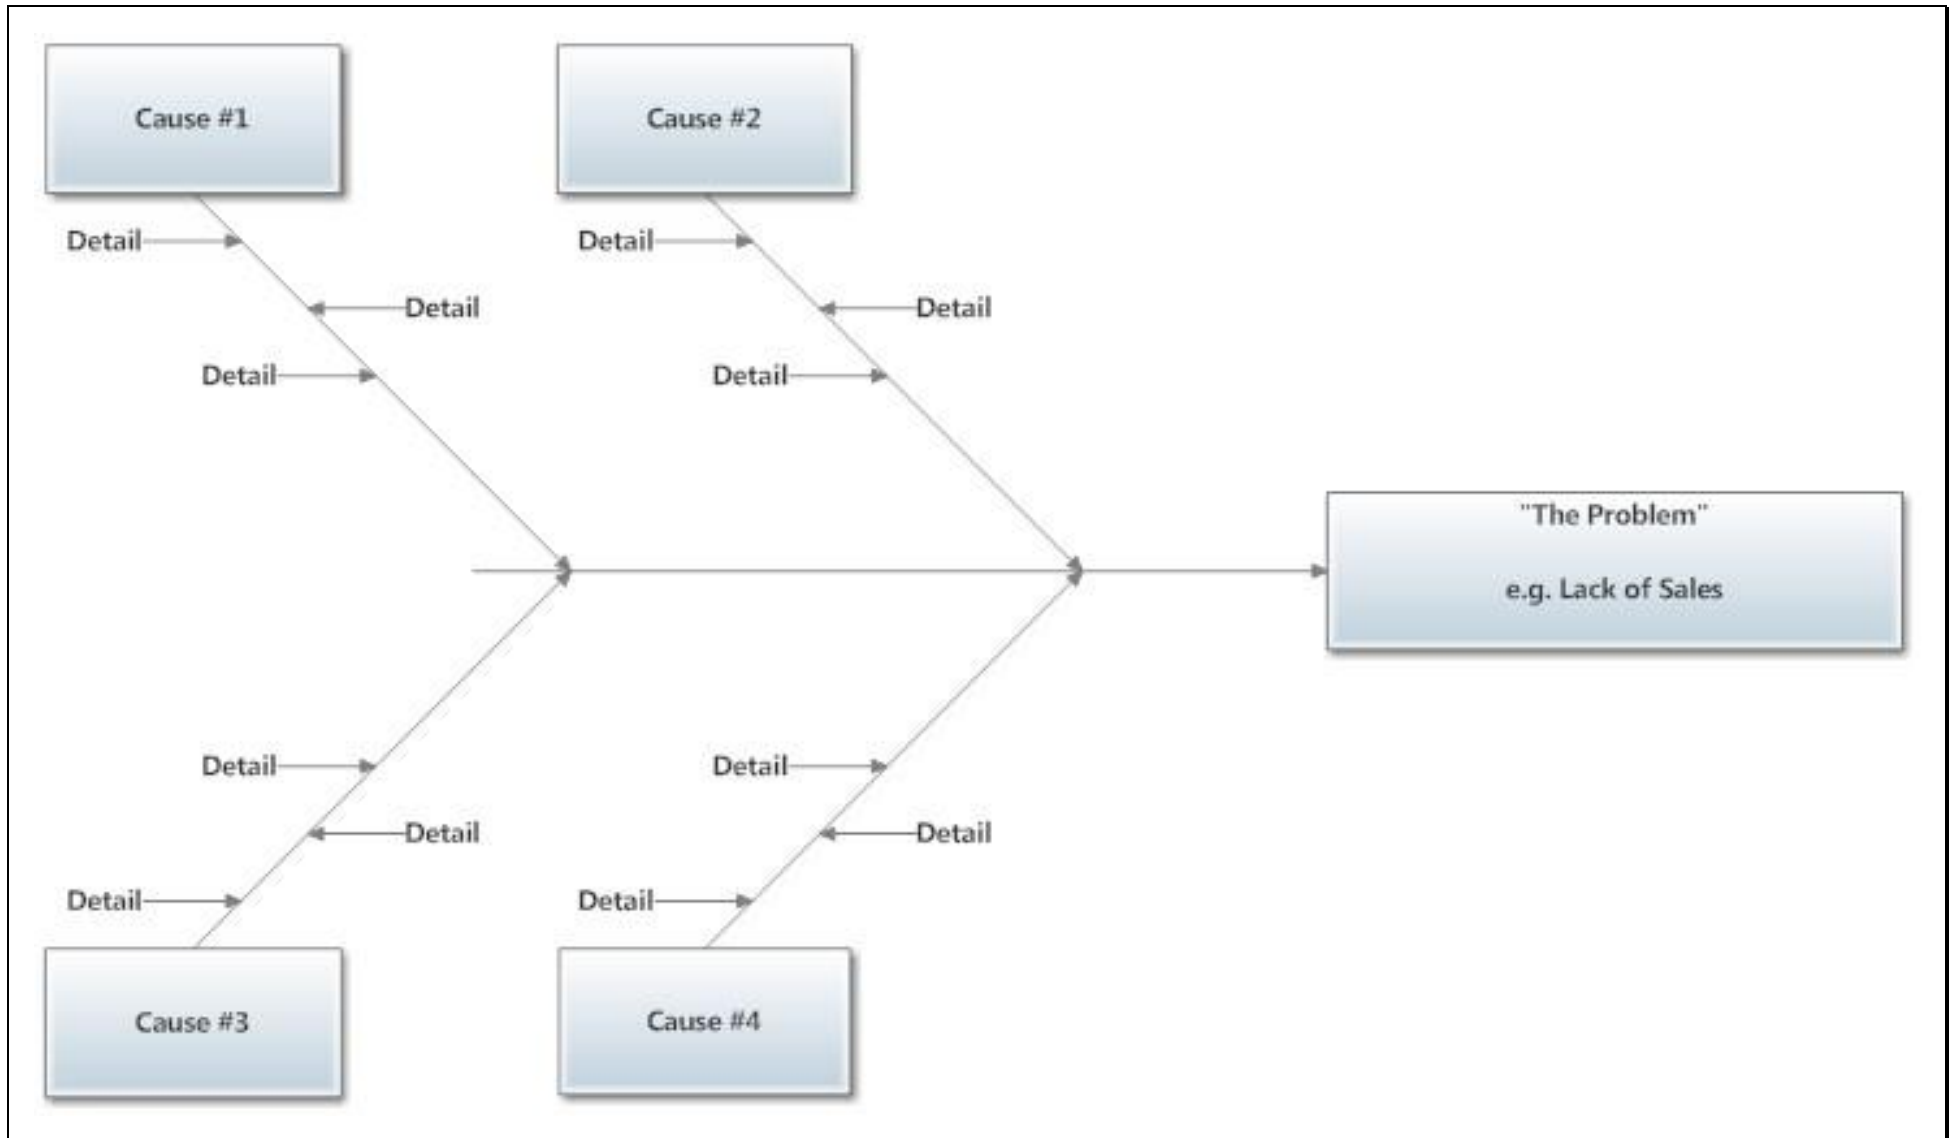 Cause #1
Cause #2
Detail
Detail
Detail
Detail
Detail
Detail
"The Problem"
e.g. Lack of Sales
Detail
Detail
Detail
Detail
Detail
Detail
Cause #3
Cause #4